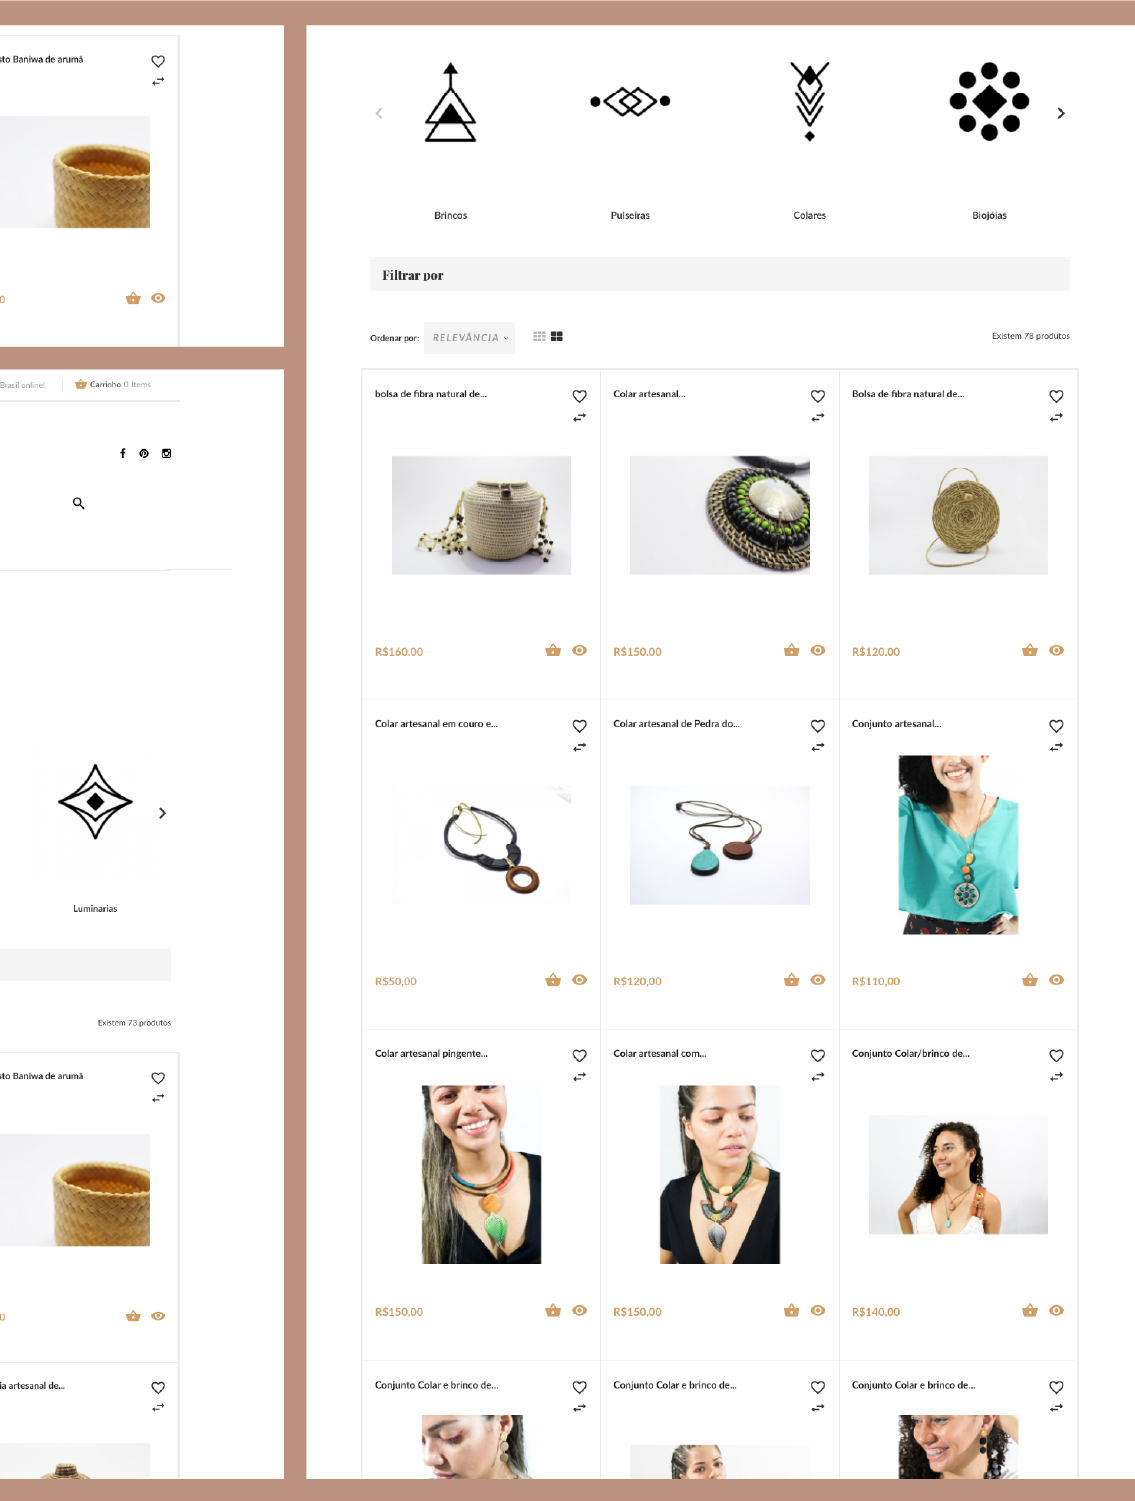 sto Baniwa de arumã
0
Brasil online!
Carrinho 0 Items
Luminarias
Existem 73 produtos
sto Baniwa de arumã
0
ia artesanal de...
Brincos
Pulseiras
Colares
Biojóias
Filtrar por
Ordenar por: RELEVÂNCIA
Existem 78 produtos
bolsa de fibra natural de...
Colar artesanal...
Bolsa de fibra natural de...
R$160.00
R$150.00
R$120.00
Colar artesanal em couro e...
Colar artesanal de Pedra do...
Conjunto artesanal...
R$50,00
R$120,00
R$110,00
Colar artesanal pingente...
Colar artesanal com...
Conjunto Colar/brinco de...
R$150,00
R$150,00
R$140,00
Conjunto Colar e brinco de...
Conjunto Colar e brinco de...
Conjunto Colar e brinco de...